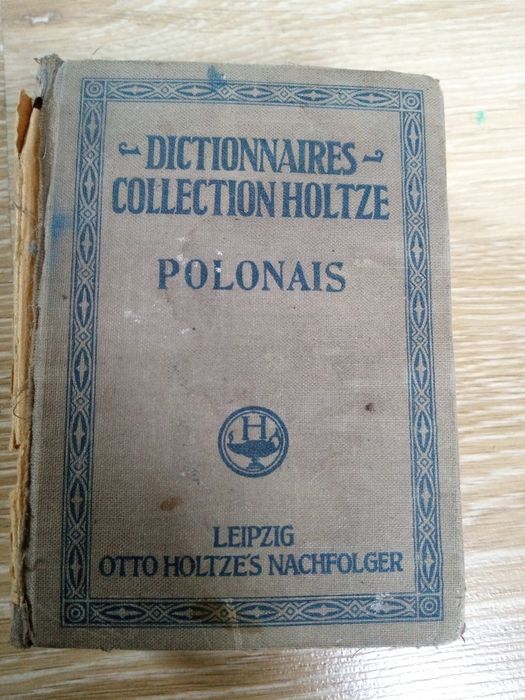 DICTIONNAIRES
COLLECTION HOLTZE
POLONAIS
H
LEIPZIG
OTTO HOLTZE'S NACHFOLGER